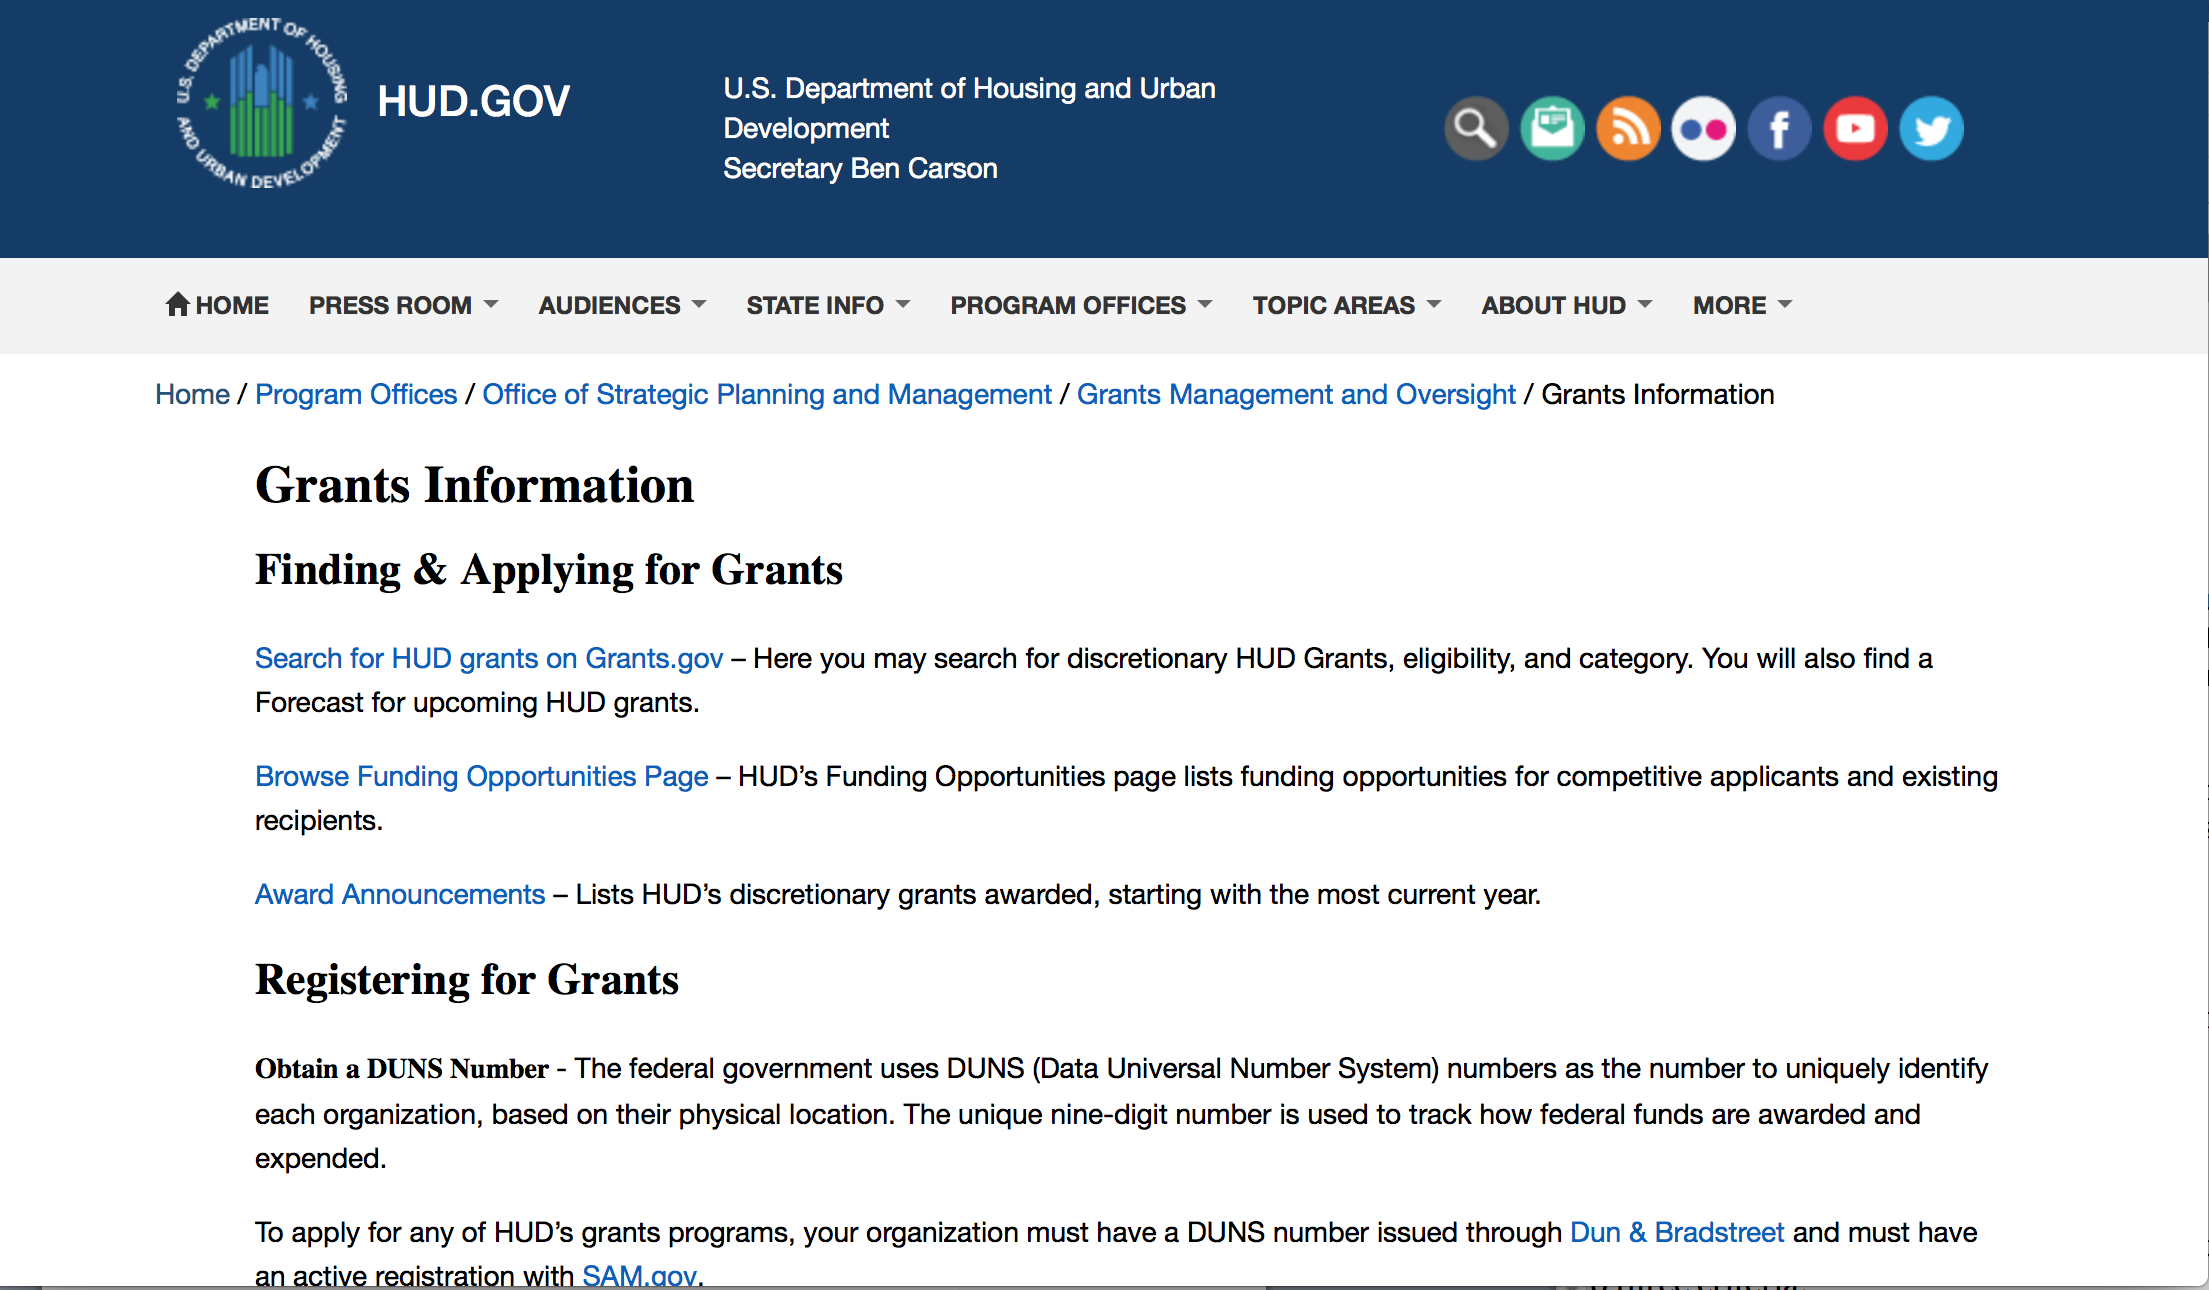 U.S. DEPARTMENT OF HOUSING
AND URBAN DEVELOPMENT
HUD.GOV
U.S. Department of Housing and Urban
Development
Secretary Ben Carson
HOME PRESS ROOM AUDIENCES STATE INFO PROGRAM OFFICES TOPIC AREAS ABOUT HUD MORE
Home / Program Offices / Office of Strategic Planning and Management / Grants Management and Oversight / Grants Information
Grants Information
Finding & Applying for Grants
Search for HUD grants on Grants.gov – Here you may search for discretionary HUD Grants, eligibility, and category. You will also find a
Forecast for upcoming HUD grants.
Browse Funding Opportunities Page – HUD’s Funding Opportunities page lists funding opportunities for competitive applicants and existing
recipients.
Award Announcements – Lists HUD’s discretionary grants awarded, starting with the most current year.
Registering for Grants
Obtain a DUNS Number - The federal government uses DUNS (Data Universal Number System) numbers as the number to uniquely identify
each organization, based on their physical location. The unique nine-digit number is used to track how federal funds are awarded and
expended.
To apply for any of HUD’s grants programs, your organization must have a DUNS number issued through Dun & Bradstreet and must have
an active registration with SAM.gov.